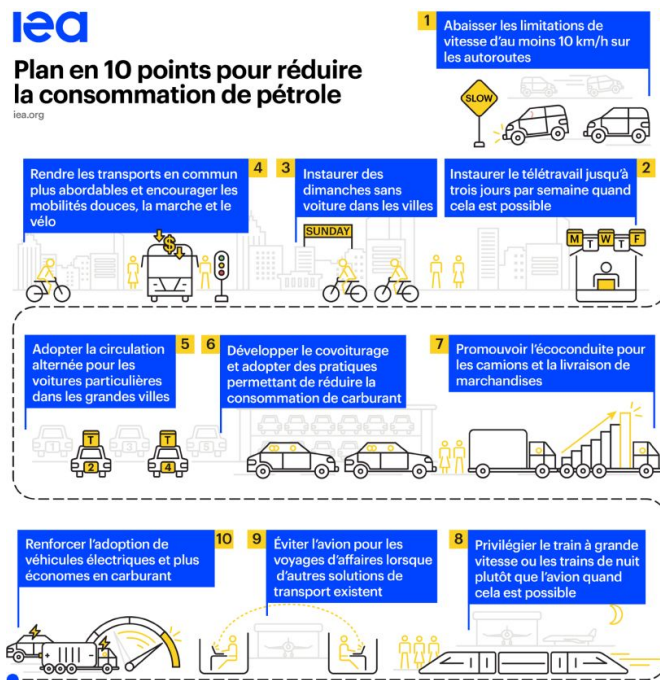 iea
Plan en 10 points pour réduire
la consommation de pétrole
iea.org
1
Abaisser les limitations de
vitesse d'au moins 10 km/h sur
les autoroutes
SLOW
2
Instaurer le télétravail jusqu'à
trois jours par semaine quand
cela est possible
M T W T F
3
Instaurer des
dimanches sans
voiture dans les villes
SUNDAY
4
Rendre les transports en commun
plus abordables et encourager les
mobilités douces, la marche et le
vélo
$
5
Adopter la circulation
alternée pour les
voitures particulières
dans les grandes villes
1
T
2
3
T
4
5
6
Développer le covoiturage
et adopter des pratiques
permettant de réduire la
consommation de carburant
7
Promouvoir l'écoconduite pour
les camions et la livraison de
marchandises
8
Privilégier le train à grande
vitesse ou les trains de nuit
plutôt que l'avion quand
cela est possible
9
Éviter l'avion pour les
voyages d'affaires lorsque
d'autres solutions de
transport existent
10
Renforcer l'adoption de
véhicules électriques et plus
économes en carburant